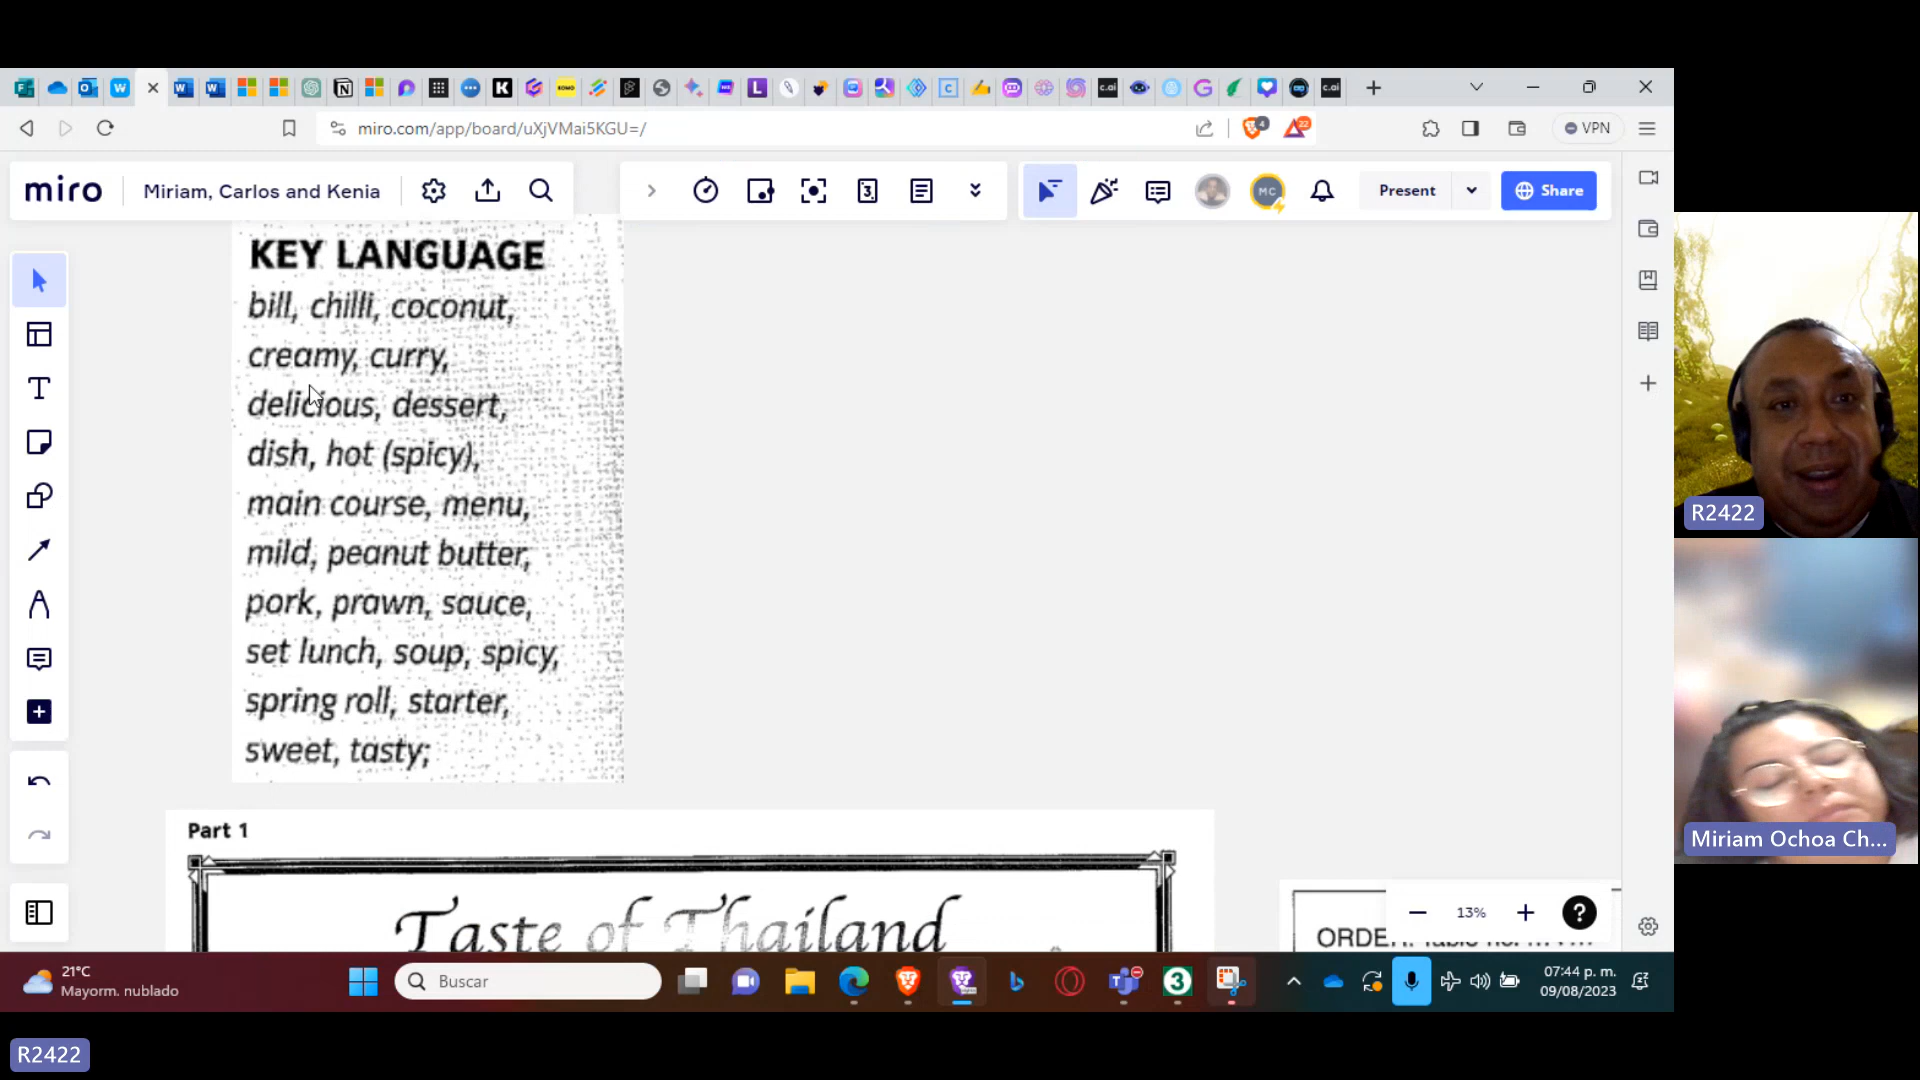 miro.com/app/board/uXjVMai5KGU=/
VPN
miro
Miriam, Carlos and Kenia
MC
Present
Share
KEY LANGUAGE
bill, chilli, coconut,
creamy, curry,
delicious, dessert,
dish, hot (spicy),
main course, menu,
mild, peanut butter,
pork, prawn, sauce,
set lunch, soup, spicy,
spring roll, starter,
sweet, tasty;
Part 1
Taste of Thailand
13%
R2422
Miriam Ochoa Ch...
21°C
Mayorm. nublado
Buscar
07:44 p. m.
09/08/2023
R2422